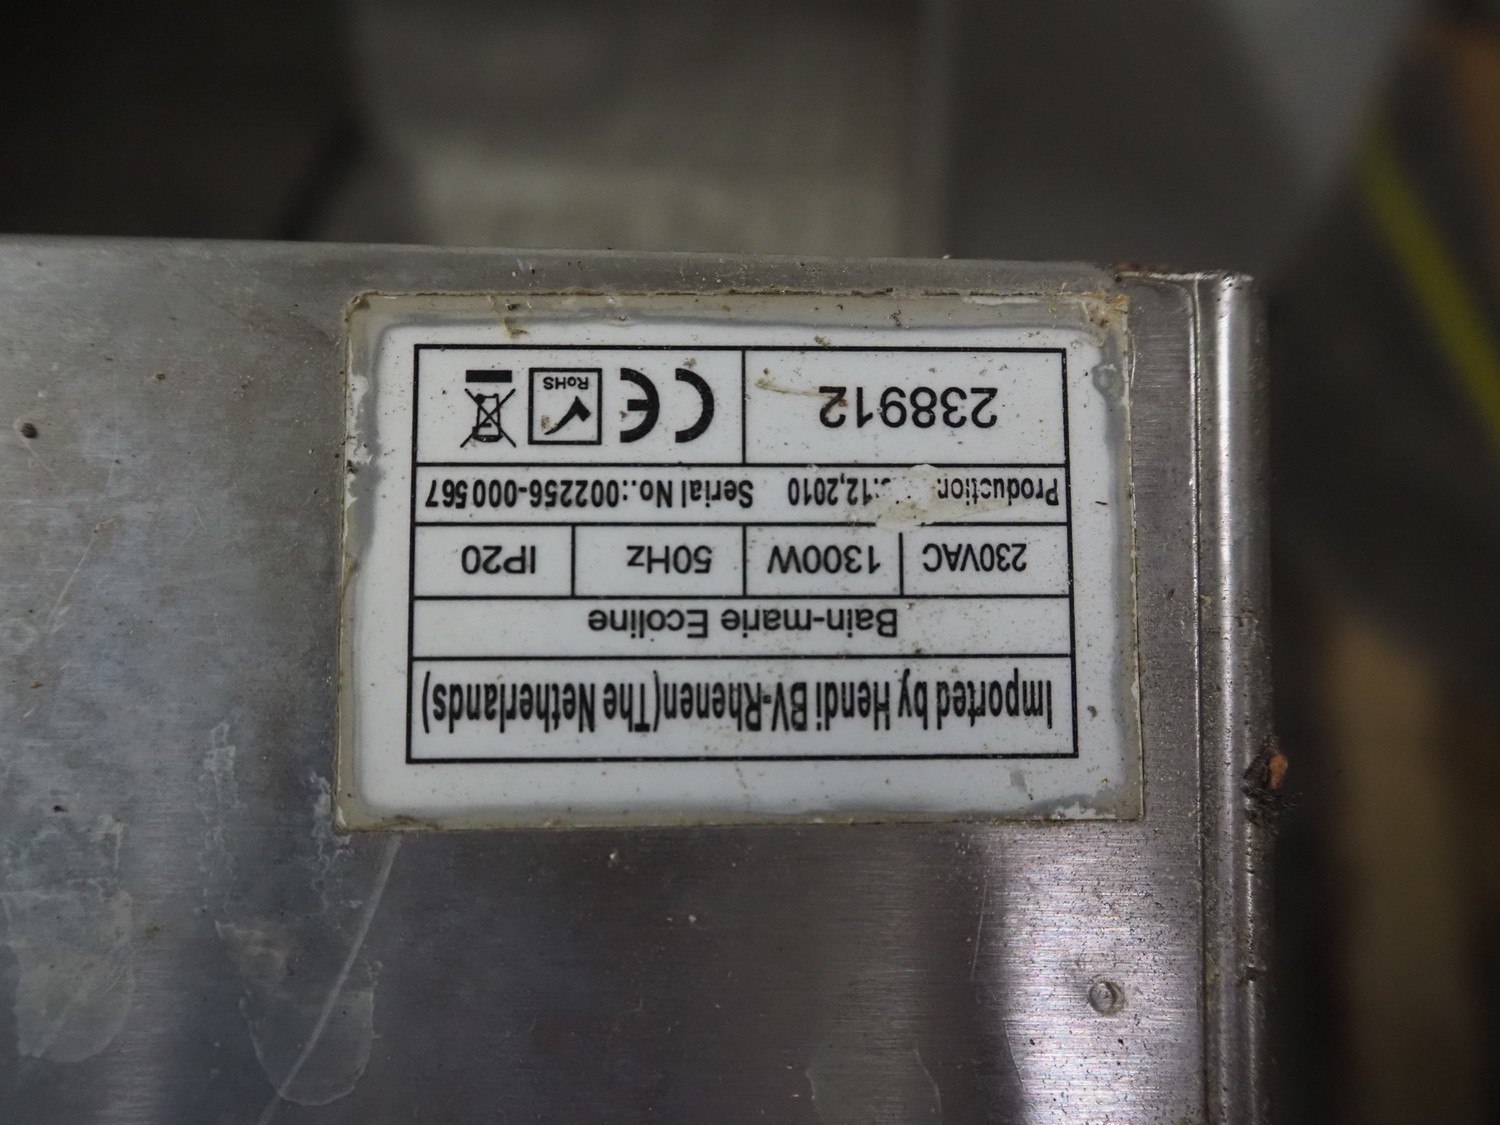 Imported by Hendi BV-Rhenen(The Netherlands)
Bain-marie Ecoline
230VAC 1300W 50Hz IP20
Production .12,2010 Serial No.:002256-000567
238912 CE RoHS